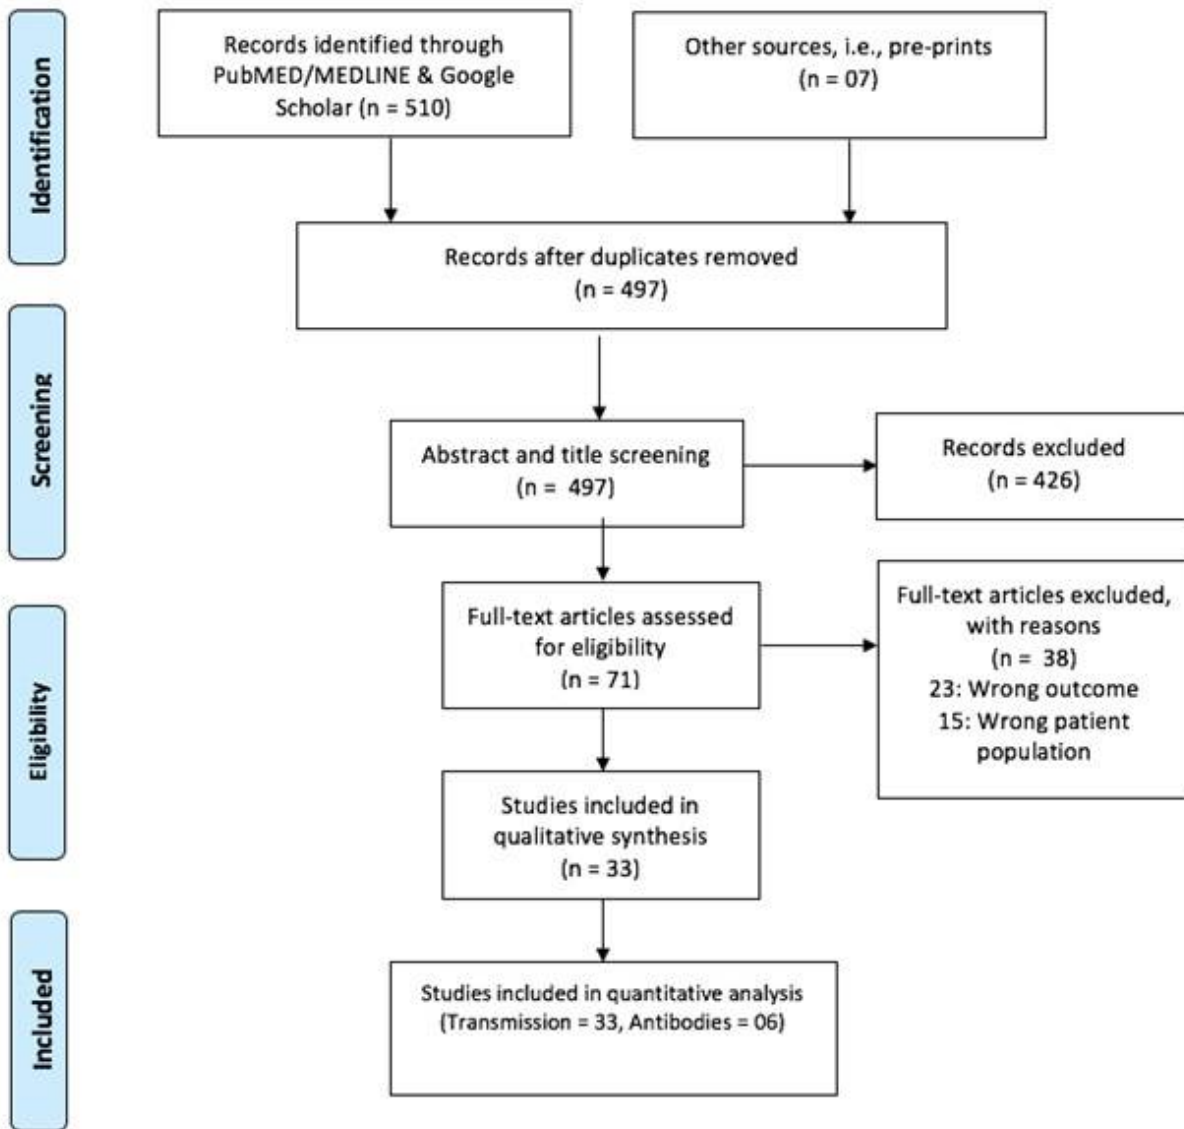 Identification
Records identified through
PubMED/MEDLINE & Google
Scholar (n = 510)
Other sources, i.e., pre-prints
(n = 07)
Records after duplicates removed
(n = 497)
Screening
Abstract and title screening
(n = 497)
Records excluded
(n = 426)
Eligibility
Full-text articles assessed
for eligibility
(n = 71)
Full-text articles excluded,
with reasons
(n = 38)
23: Wrong outcome
15: Wrong patient
population
Studies included in
qualitative synthesis
(n = 33)
Included
Studies included in quantitative analysis
(Transmission = 33, Antibodies = 06)